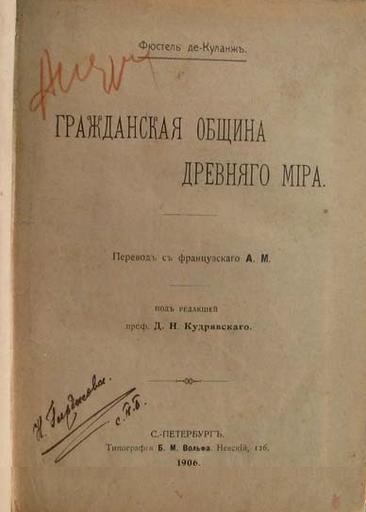 Фюстель де-Куланжъ.
ГРАЖДАНСКАЯ ОБЩИНА
ДРЕВНЯГО МІРА.
Переводъ съ французскаго А. М.
ПОДЪ РЕДАКЦІЕЙ
проф. Д. Н. Кудрявскаго.
с.П.Б.
С.-ПЕТЕРБУРГЪ.
Типографія Б. М. Вольфа. Невскій, 126.
1906.